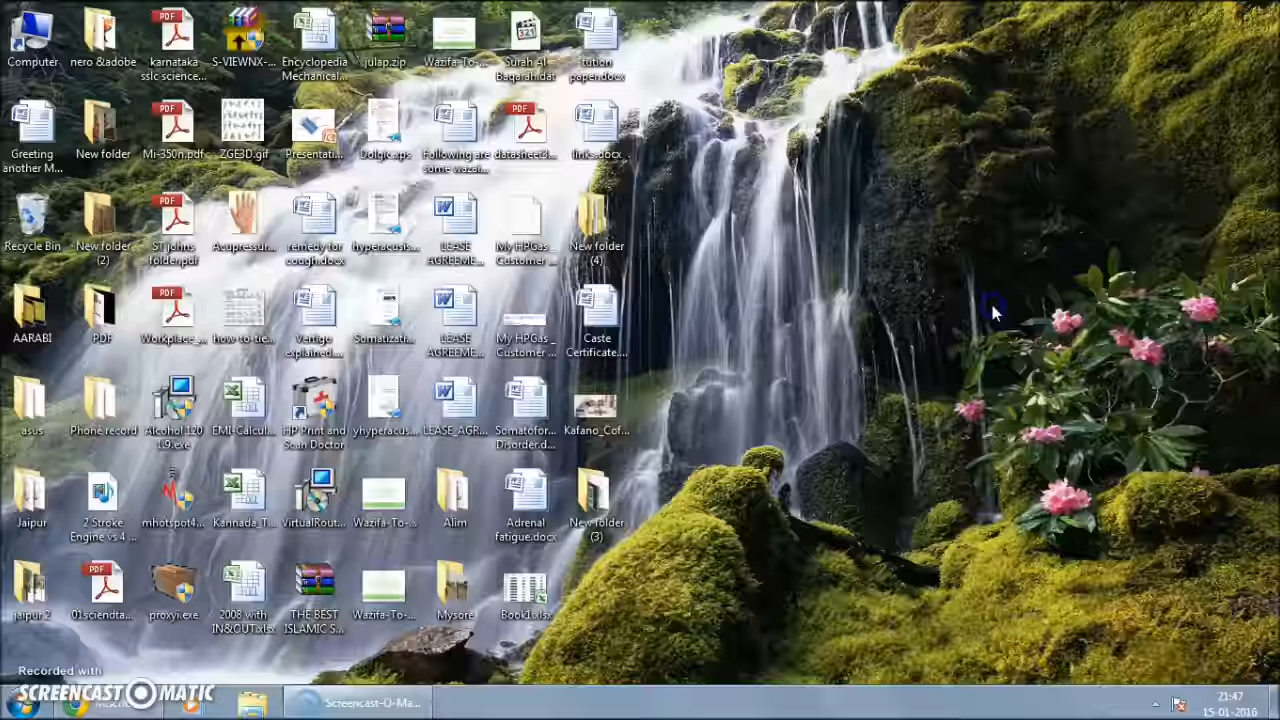 Computer
nero &adobe
karnataka
sslc science...
S-VIEWNX-...
Encyclopedia
Mechanical...
julap.zip
Wazifa-To-...
Surah Al-
Baqarah.dat
tution
paper.docx
Greeting
another M...
New folder
Mi-350n.pdf
ZGE3D.gif
Presentati...
Following are
some wazai...
datasheet3...
links.docx
Recycle Bin
New folder
(2)
ST johns
folder.pdf
Acupressur...
remedy for
cough.docx
hyperacusis...
LEASE
AGREEME...
My HPGas _
Customer ...
New folder
(4)
AARABI
PDF
Workplace_...
how-to-tie...
Vertigo
explained....
Somatizati...
LEASE
AGREEME...
My HPGas _
Customer ...
Caste
Certificate....
asus
Phone record
Alcohol 120
1.9.exe
EMI-Calcul...
HP Print and
Scan Doctor
yhyperacus...
LEASE_AGR...
Somatofor...
Disorder.d...
Kafano_Cof...
Jaipur
2 Stroke
Engine vs 4 ...
mhotspot4...
Kannada_T...
VirtualRout...
Wazifa-To-...
Alim
Adrenal
fatigue.docx
New folder
(3)
jaipur 2
01sciendta...
proxyi.exe
2008 with
IN&OUT.xlsx
THE BEST
ISLAMIC S...
Wazifa-To-...
Mysore
Book1.xlsx
Recorded with
SCREENCAST-O-MATIC
Screencast-O-Ma...
21:47
15-01-2016